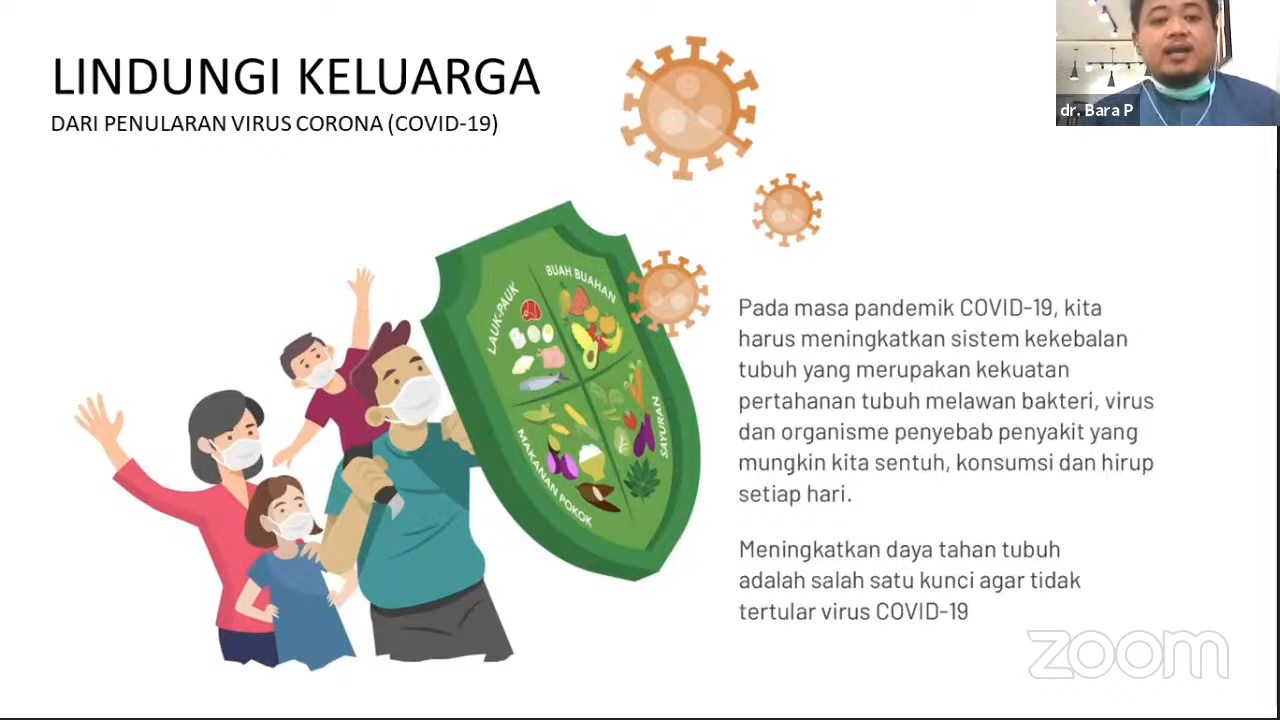 LINDUNGI KELUARGA
DARI PENULARAN VIRUS CORONA (COVID-19)
dr. Bara P
LAUK-PAUK
BUAH BUAHAN
MAKANAN POKOK
SAYURAN
Pada masa pandemik COVID-19, kita
harus meningkatkan sistem kekebalan
tubuh yang merupakan kekuatan
pertahanan tubuh melawan bakteri, virus
dan organisme penyebab penyakit yang
mungkin kita sentuh, konsumsi dan hirup
setiap hari.
Meningkatkan daya tahan tubuh
adalah salah satu kunci agar tidak
tertular virus COVID-19
zoom